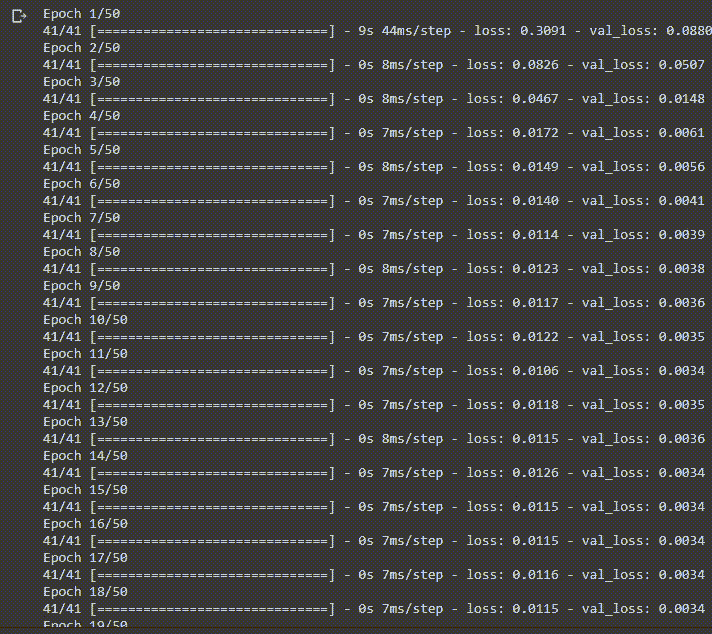 Epoch 1/50
41/41 [==============================] - 9s 44ms/step - loss: 0.3091 - val_loss: 0.0880
Epoch 2/50
41/41 [==============================] - 0s 8ms/step - loss: 0.0826 - val_loss: 0.0507
Epoch 3/50
41/41 [==============================] - 0s 8ms/step - loss: 0.0467 - val_loss: 0.0148
Epoch 4/50
41/41 [==============================] - 0s 7ms/step - loss: 0.0172 - val_loss: 0.0061
Epoch 5/50
41/41 [==============================] - 0s 8ms/step - loss: 0.0149 - val_loss: 0.0056
Epoch 6/50
41/41 [==============================] - 0s 7ms/step - loss: 0.0140 - val_loss: 0.0041
Epoch 7/50
41/41 [==============================] - 0s 7ms/step - loss: 0.0114 - val_loss: 0.0039
Epoch 8/50
41/41 [==============================] - 0s 8ms/step - loss: 0.0123 - val_loss: 0.0038
Epoch 9/50
41/41 [==============================] - 0s 7ms/step - loss: 0.0117 - val_loss: 0.0036
Epoch 10/50
41/41 [==============================] - 0s 7ms/step - loss: 0.0122 - val_loss: 0.0035
Epoch 11/50
41/41 [==============================] - 0s 7ms/step - loss: 0.0106 - val_loss: 0.0034
Epoch 12/50
41/41 [==============================] - 0s 7ms/step - loss: 0.0118 - val_loss: 0.0035
Epoch 13/50
41/41 [==============================] - 0s 8ms/step - loss: 0.0115 - val_loss: 0.0036
Epoch 14/50
41/41 [==============================] - 0s 7ms/step - loss: 0.0126 - val_loss: 0.0034
Epoch 15/50
41/41 [==============================] - 0s 7ms/step - loss: 0.0115 - val_loss: 0.0034
Epoch 16/50
41/41 [==============================] - 0s 7ms/step - loss: 0.0115 - val_loss: 0.0034
Epoch 17/50
41/41 [==============================] - 0s 7ms/step - loss: 0.0116 - val_loss: 0.0034
Epoch 18/50
41/41 [==============================] - 0s 7ms/step - loss: 0.0115 - val_loss: 0.0034
Epoch 19/50